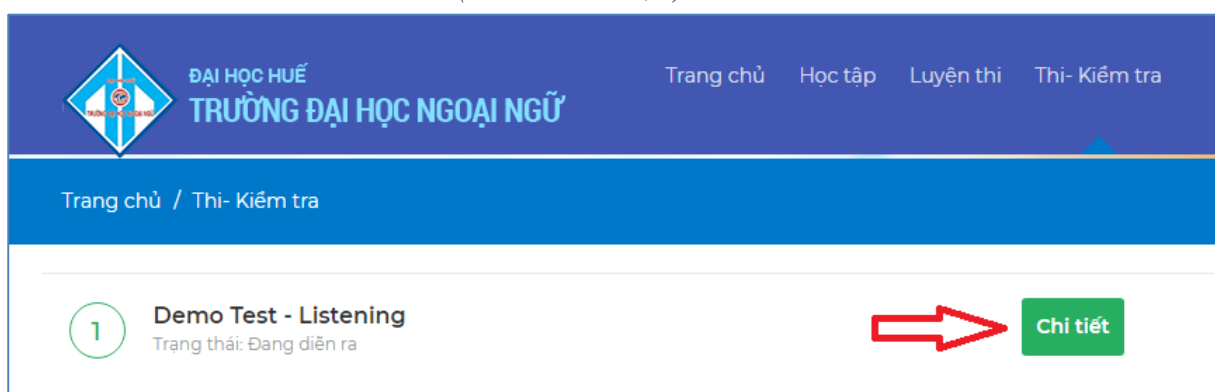 ĐẠI HỌC HUẾ
TRƯỜNG ĐẠI HỌC NGOẠI NGỮ
Trang chủ Học tập Luyện thi Thi- Kiểm tra
Trang chủ / Thi- Kiểm tra
1
Demo Test - Listening
Trạng thái: Đang diễn ra
Chi tiết